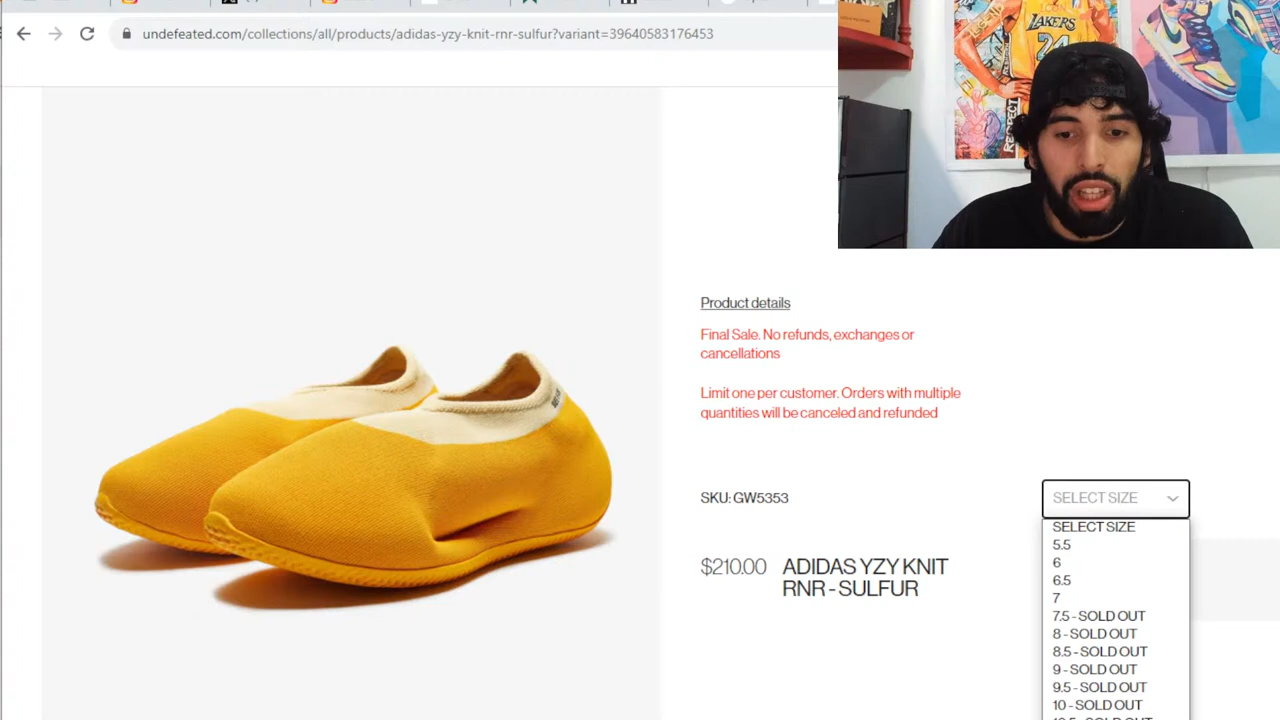 undefeated.com/collections/all/products/adidas-yzy-knit-rnr-sulfur?variant=39640583176453
LAKERS
24
RESPECT
Product details
Final Sale. No refunds, exchanges or
cancellations
Limit one per customer. Orders with multiple
quantities will be canceled and refunded
SKU: GW5353
SELECT SIZE
SELECT SIZE
5.5
6
6.5
7
7.5 - SOLD OUT
8 - SOLD OUT
8.5 - SOLD OUT
9 - SOLD OUT
9.5 - SOLD OUT
10 - SOLD OUT
$210.00
ADIDAS YZY KNIT
RNR - SULFUR